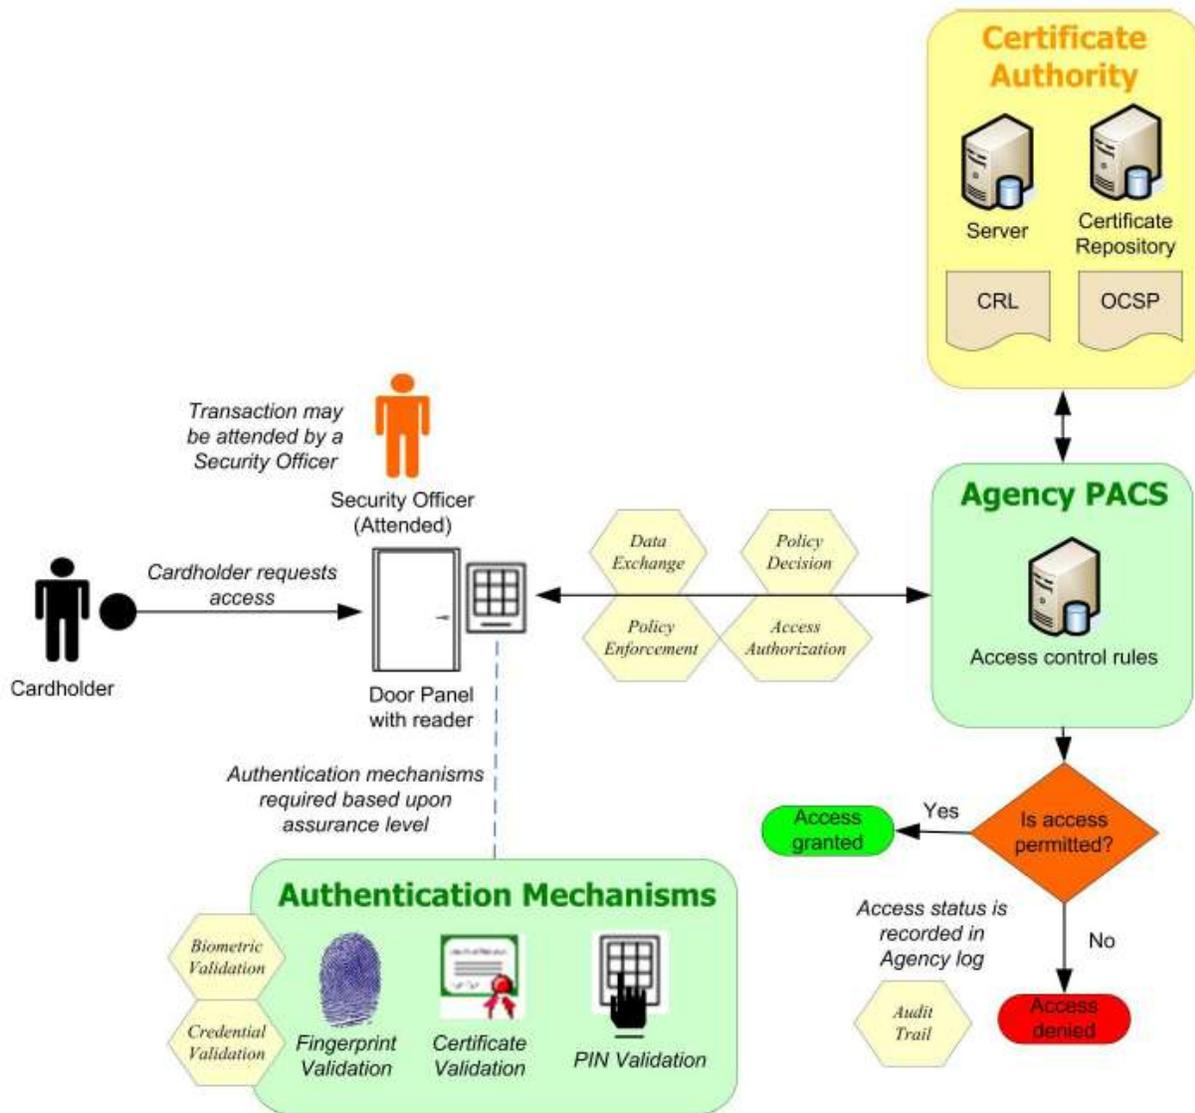 Certificate
Authority
Server
Certificate
Repository
CRL
OCSP
Transaction may
be attended by a
Security Officer
Security Officer
(Attended)
Agency PACS
Access control rules
Data
Exchange
Policy
Decision
Policy
Enforcement
Access
Authorization
Cardholder requests
access
Cardholder
Door Panel
with reader
Authentication mechanisms
required based upon
assurance level
Is access
permitted?
Yes
Access
granted
No
Access
denied
Access status is
recorded in
Agency log
Audit
Trail
Authentication Mechanisms
Biometric
Validation
Credential
Validation
Fingerprint
Validation
Certificate
Validation
PIN Validation